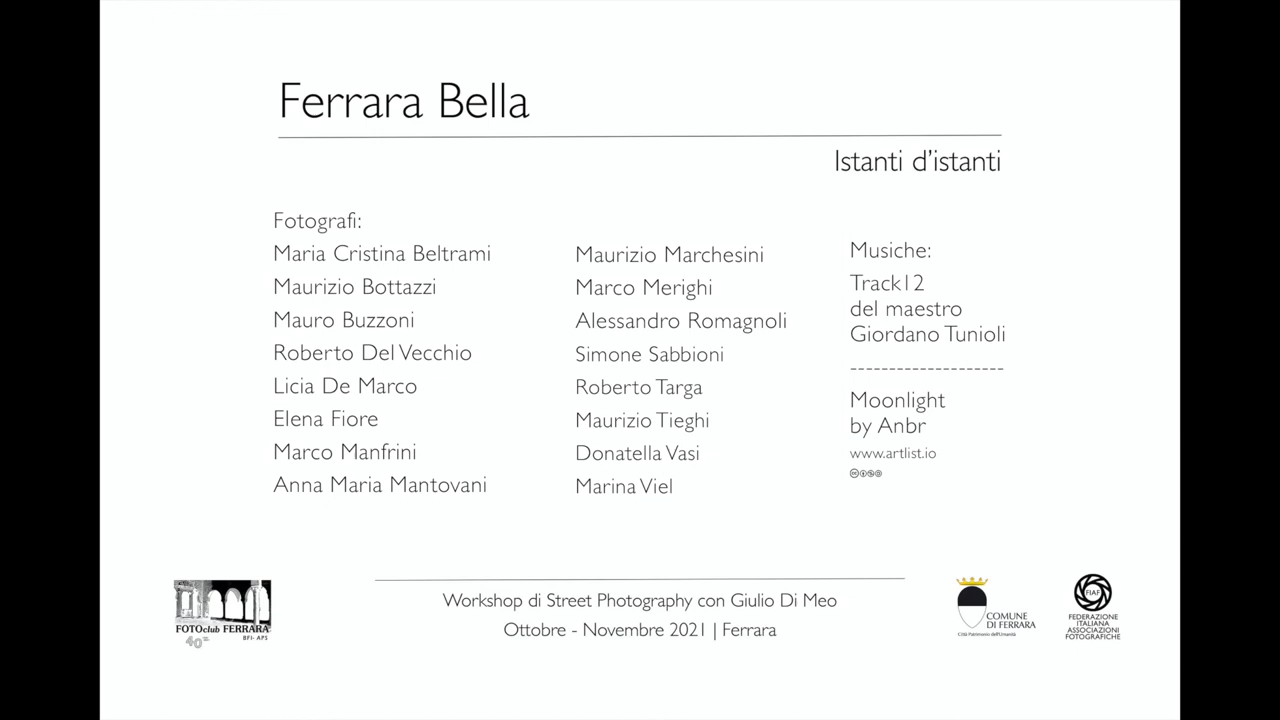 Ferrara Bella
Istanti d'istanti
Fotografi:
Maria Cristina Beltrami
Maurizio Bottazzi
Mauro Buzzoni
Roberto Del Vecchio
Licia De Marco
Elena Fiore
Marco Manfrini
Anna Maria Mantovani
Maurizio Marchesini
Marco Merighi
Alessandro Romagnoli
Simone Sabbioni
Roberto Targa
Maurizio Tieghi
Donatella Vasi
Marina Viel
Musiche:
Track12
del maestro
Giordano Tunioli
--------------------
Moonlight
by Anbr
www.artlist.io
FOTOclub FERRARA
BFI- APS
40
Workshop di Street Photography con Giulio Di Meo
Ottobre - Novembre 2021 | Ferrara
COMUNE
DI FERRARA
Città Patrimonio dell'Umanità
FIAF
FEDERAZIONE
ITALIANA
ASSOCIAZIONI
FOTOGRAFICHE